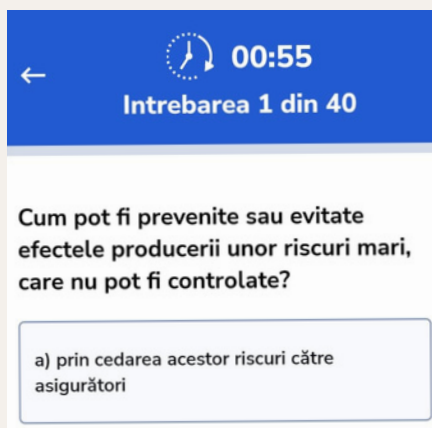 00:55
Intrebarea 1 din 40
Cum pot fi prevenite sau evitate
efectele producerii unor riscuri mari,
care nu pot fi controlate?
a) prin cedarea acestor riscuri către
asigurători